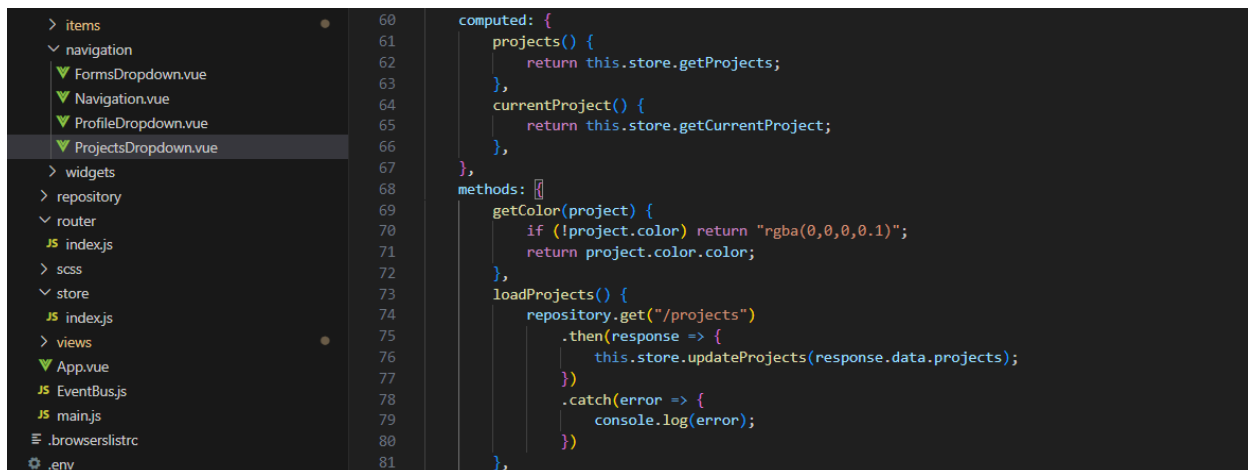 items
navigation
FormsDropdown.vue
Navigation.vue
ProfileDropdown.vue
ProjectsDropdown.vue
widgets
repository
router
JS index.js
scss
store
JS index.js
views
App.vue
JS EventBus.js
JS main.js
.browserslistrc
.env
60 computed: {
61 projects() {
62 return this.store.getProjects;
63 },
64 currentProject() {
65 return this.store.getCurrentProject;
66 },
67 },
68 methods: {
69 getColor(project) {
70 if (!project.color) return "rgba(0,0,0,0.1)";
71 return project.color.color;
72 },
73 loadProjects() {
74 repository.get("/projects")
75 .then(response => {
76 this.store.updateProjects(response.data.projects);
77 })
78 .catch(error => {
79 console.log(error);
80 })
81 },